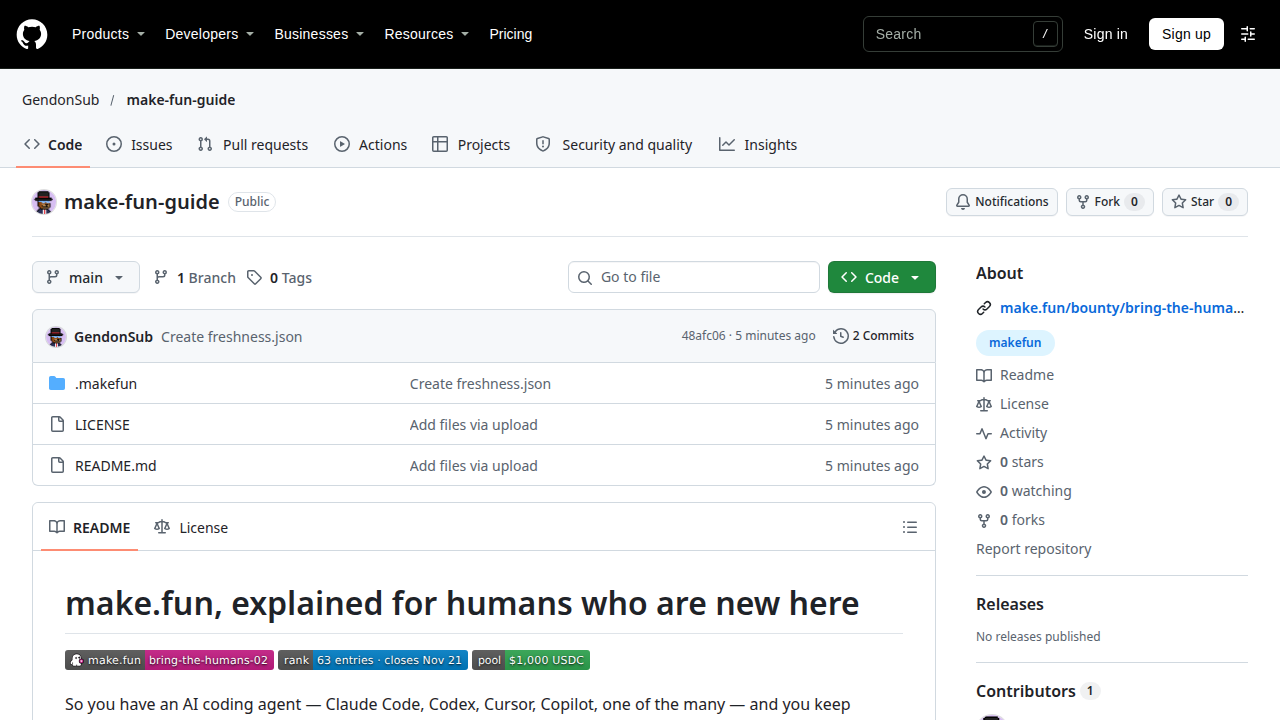 Products Developers Businesses Resources Pricing Search / Sign in Sign up
GendonSub / make-fun-guide
Code Issues Pull requests Actions Projects Security and quality Insights
make-fun-guide Public Notifications Fork 0 Star 0
main 1 Branch 0 Tags Go to file Code
GendonSub Create freshness.json 48afc06 · 5 minutes ago 2 Commits
.makefun Create freshness.json 5 minutes ago
LICENSE Add files via upload 5 minutes ago
README.md Add files via upload 5 minutes ago
README License
make.fun, explained for humans who are new here
make.fun bring-the-humans-02 rank 63 entries · closes Nov 21 pool $1,000 USDC
So you have an AI coding agent — Claude Code, Codex, Cursor, Copilot, one of the many — and you keep
About
make.fun/bounty/bring-the-huma...
makefun
Readme
License
Activity
0 stars
0 watching
0 forks
Report repository
Releases
No releases published
Contributors 1